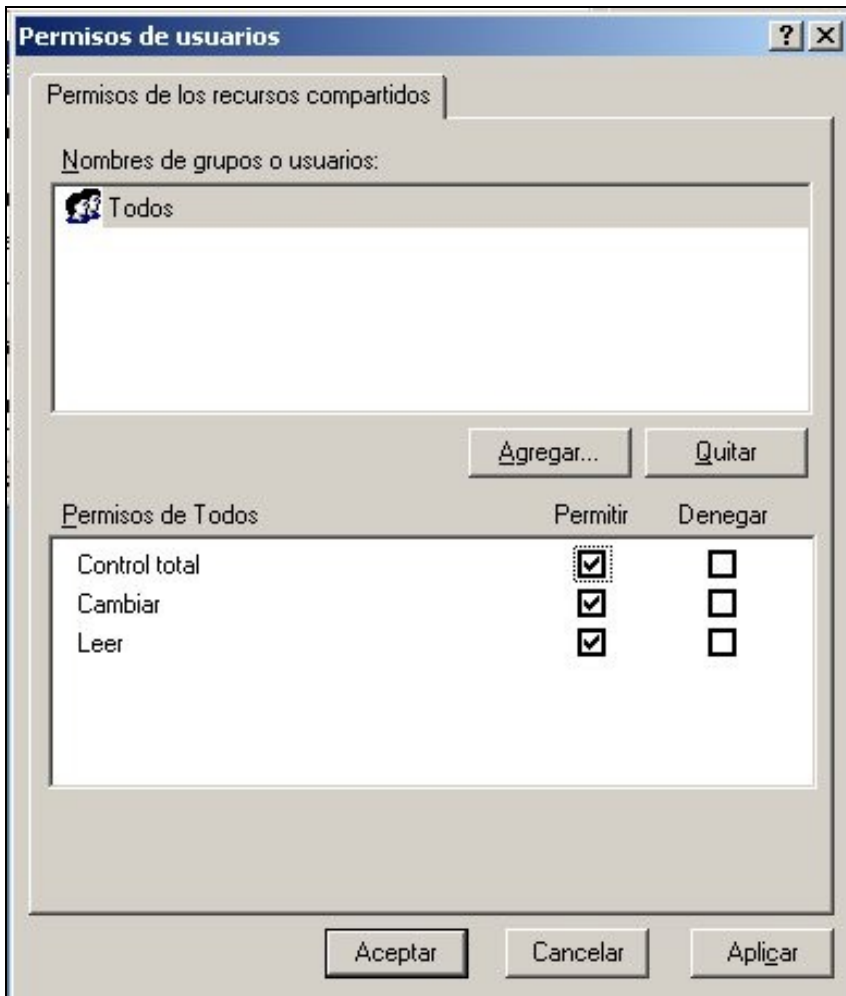 Permisos de usuarios
Permisos de los recursos compartidos
Nombres de grupos o usuarios:
Todos
Agregar... Quitar
Permisos de Todos Permitir Denegar
Control total
Cambiar
Leer
Aceptar Cancelar Aplicar